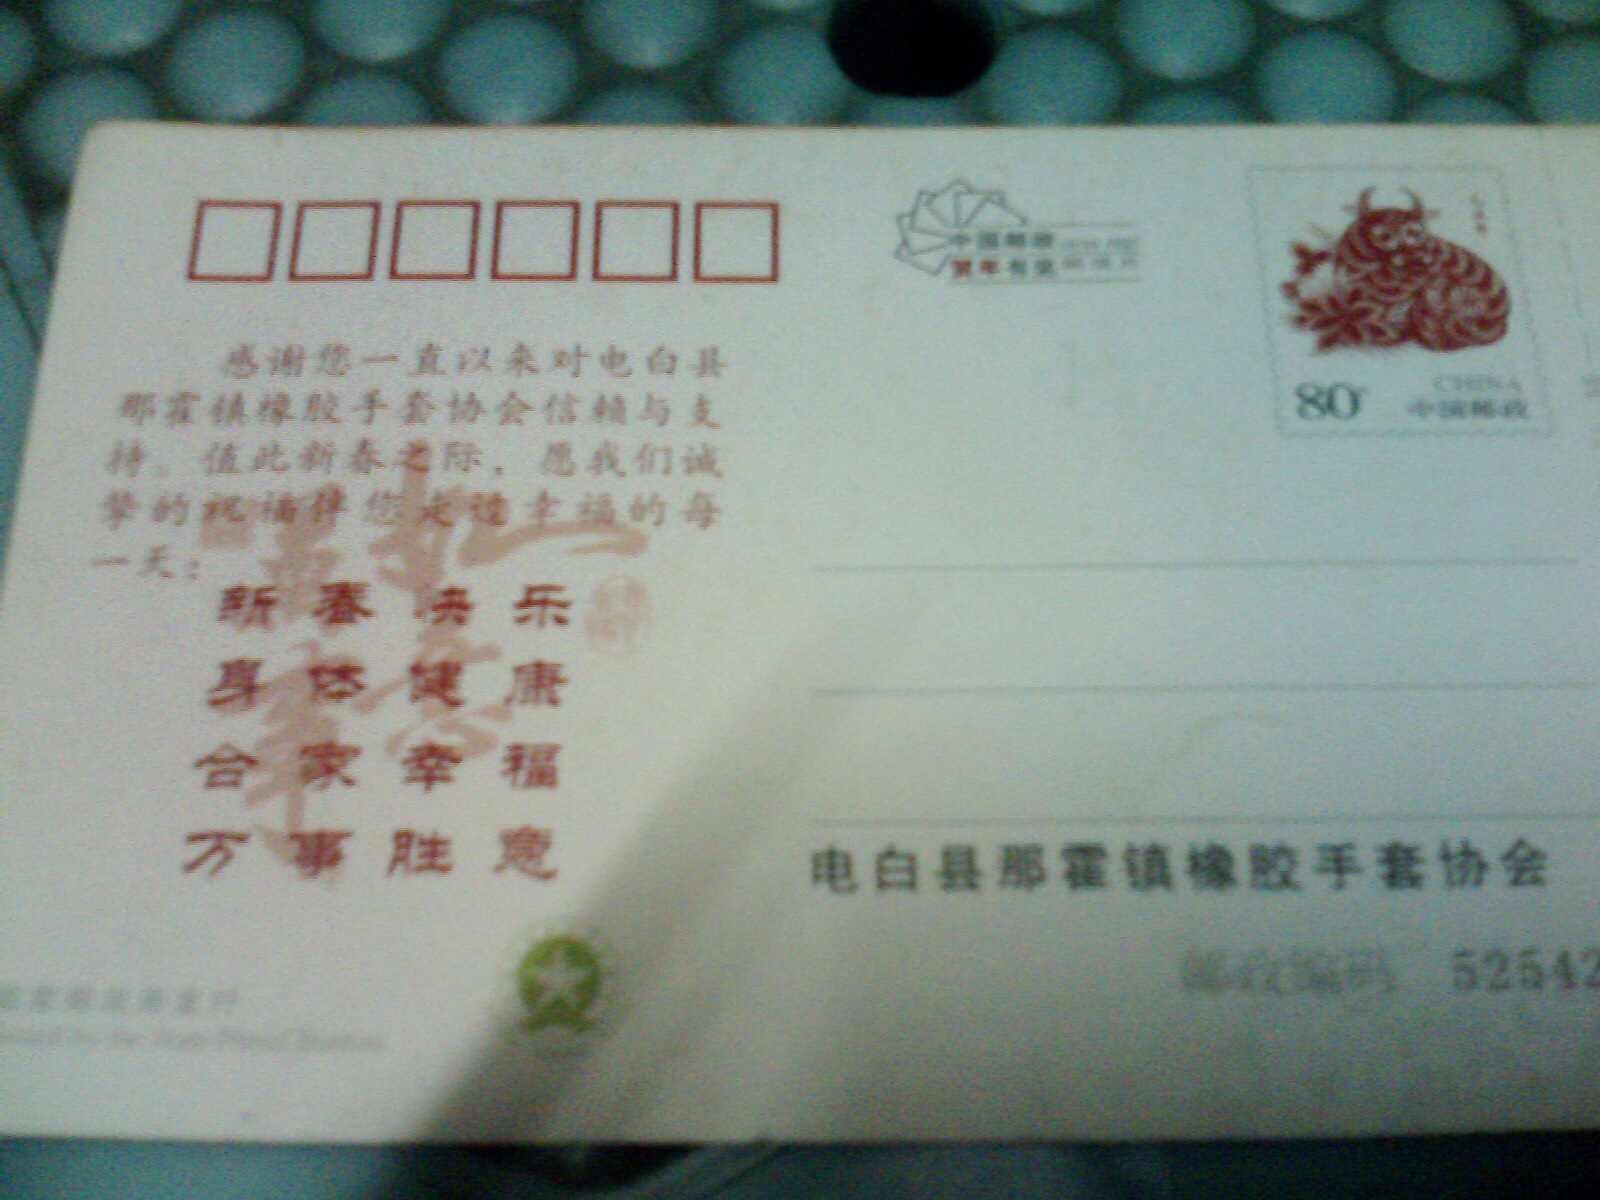 中国邮政
贺年有奖
80
CHINA
中国邮政
感谢您一直以来对电白县
那霍镇橡胶手套协会信赖与支
持。值此新春之际，愿我们诚
挚的祝福伴您走过幸福的每
一天：
新春快乐
身体健康
合家幸福
万事胜意
电白县那霍镇橡胶手套协会
邮政编码 52542